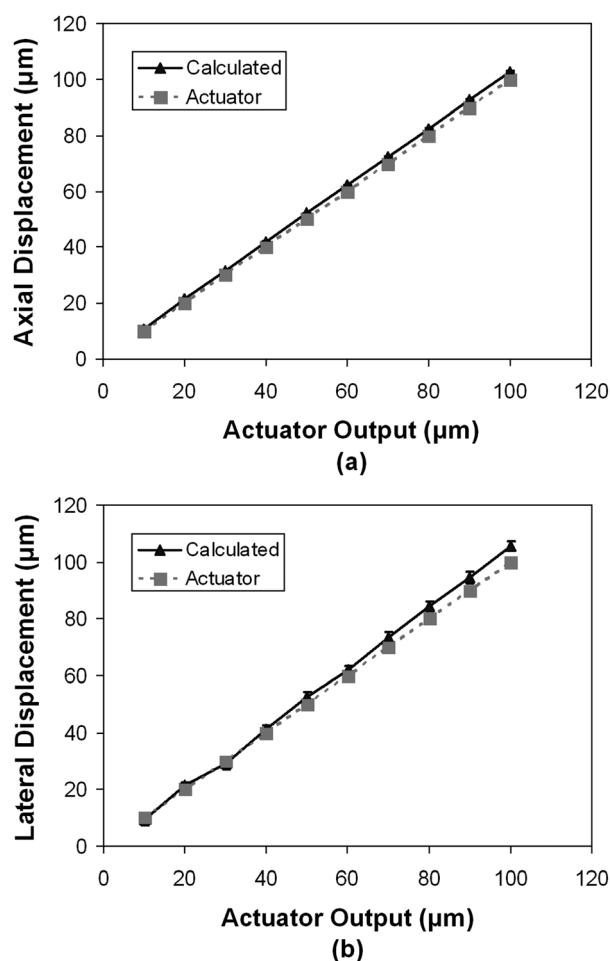 120
100
80
60
40
20
0
Axial Displacement (µm)
Calculated
Actuator
0 20 40 60 80 100 120
Actuator Output (µm)
(a)
120
100
80
60
40
20
0
Lateral Displacement (µm)
Calculated
Actuator
0 20 40 60 80 100 120
Actuator Output (µm)
(b)